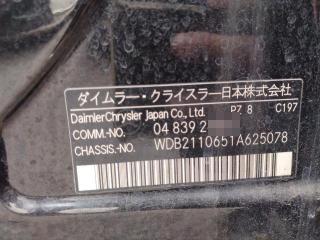 ダイムラー・クライスラー日本株式会社
DaimlerChrysler Japan Co., Ltd. PZ. 8 C197
COMM.-NO. 04 839 2
CHASSIS.-NO. WDB2110651A625078